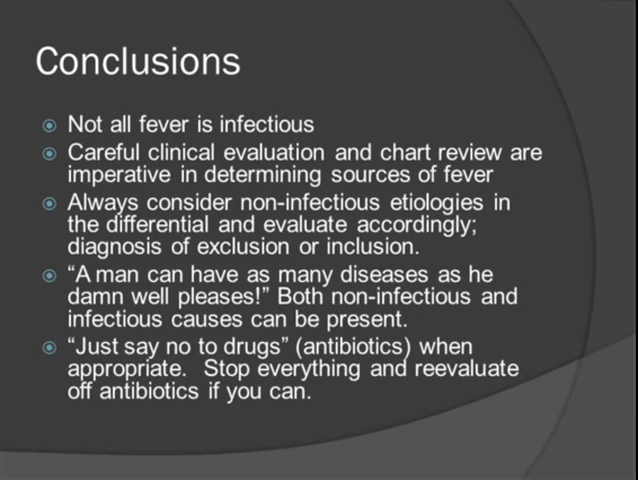 Conclusions
Not all fever is infectious
Careful clinical evaluation and chart review are
imperative in determining sources of fever
Always consider non-infectious etiologies in
the differential and evaluate accordingly;
diagnosis of exclusion or inclusion.
“A man can have as many diseases as he
damn well pleases!” Both non-infectious and
infectious causes can be present.
“Just say no to drugs” (antibiotics) when
appropriate. Stop everything and reevaluate
off antibiotics if you can.